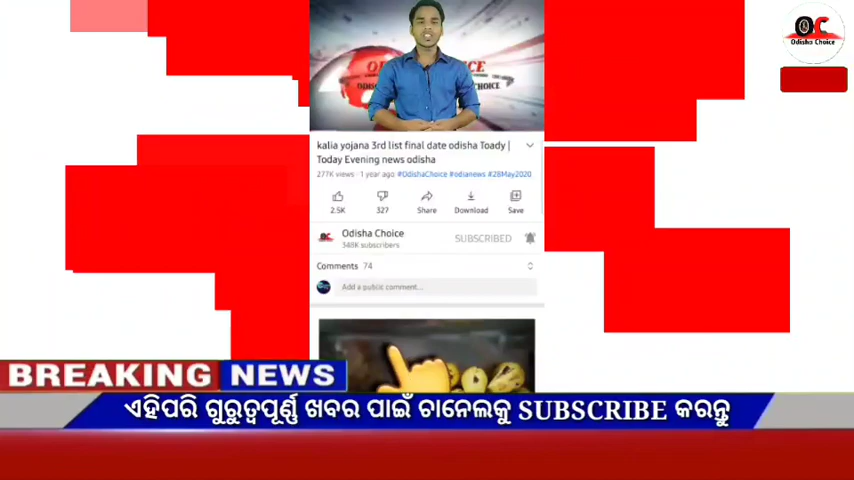 OC
Odisha Choice
kalia yojana 3rd list final date odisha Toady |
Today Evening news odisha
277K views · 1 year ago #OdishaChoice #odianews #28May2020
2.5K
327
Share
Download
Save
Odisha Choice
348K subscribers
SUBSCRIBED
Comments 74
Add a public comment...
BREAKING NEWS
ଏହିପରି ଗୁରୁତ୍ୱପୂର୍ଣ୍ଣ ଖବର ପାଇଁ ଚାନେଲକୁ SUBSCRIBE କରନ୍ତୁ